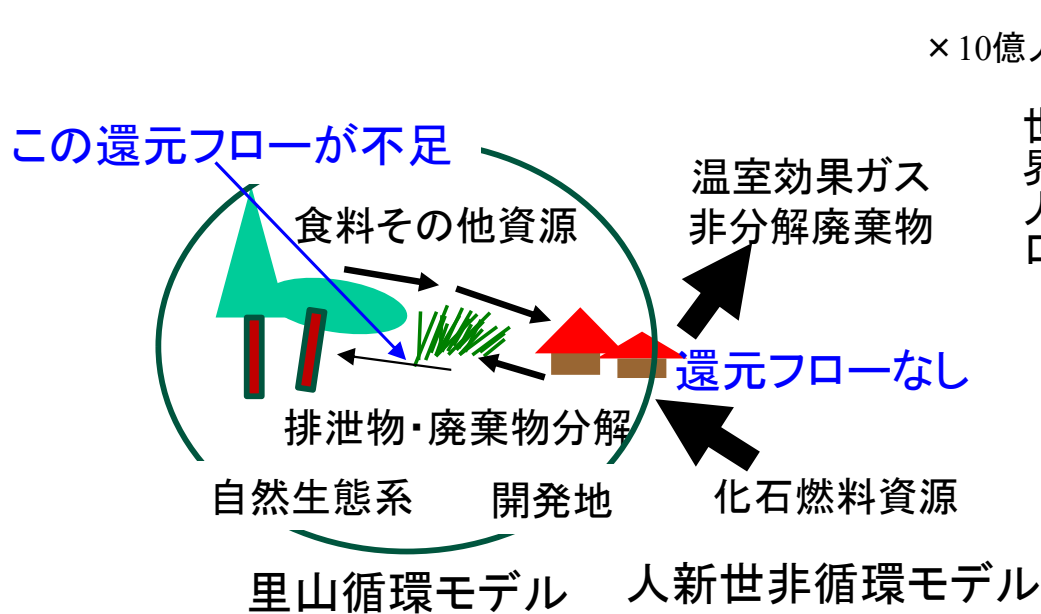 ×10億
世界人口
この還元フローが不足
温室効果ガス
非分解廃棄物
食料その他資源
還元フローなし
排泄物・廃棄物分解
自然生態系
開発地
化石燃料資源
里山循環モデル
人新世非循環モデル